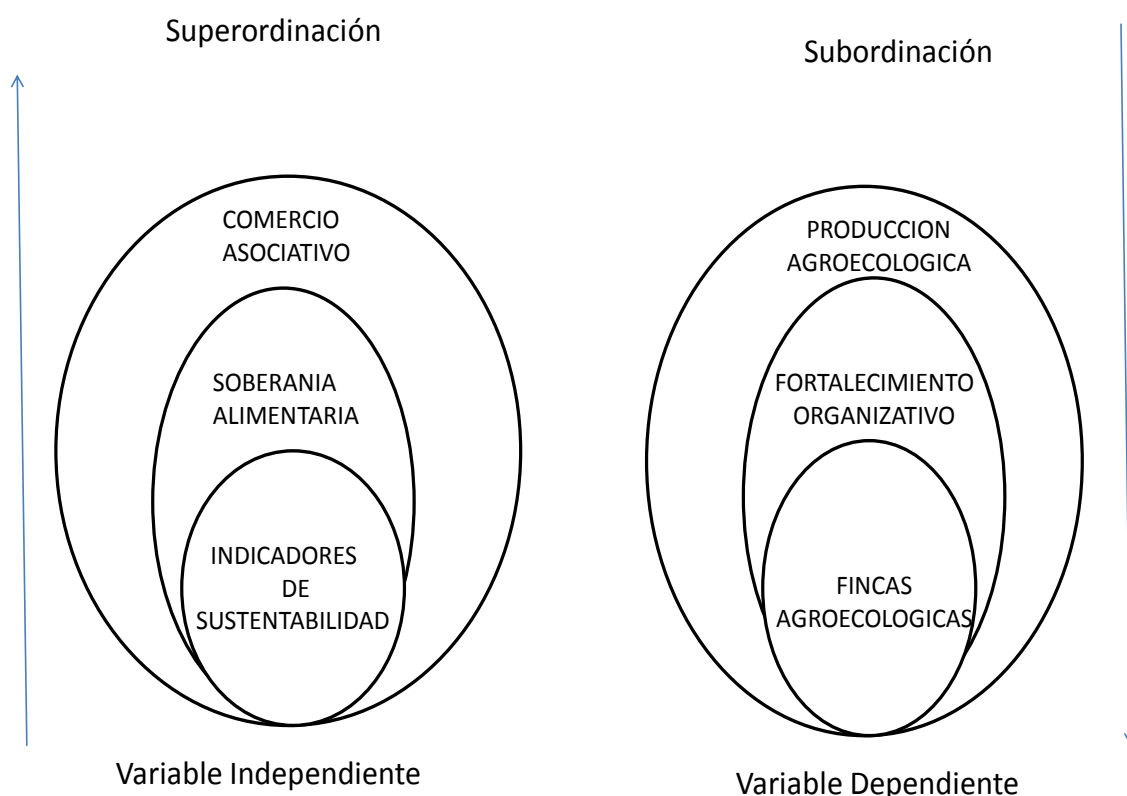 Superordinación
Subordinación
COMERCIO
ASOCIATIVO
SOBERANIA
ALIMENTARIA
INDICADORES
DE
SUSTENTABILIDAD
PRODUCCION
AGROECOLOGICA
FORTALECIMIENTO
ORGANIZATIVO
FINCAS
AGROECOLOGICAS
Variable Independiente
Variable Dependiente